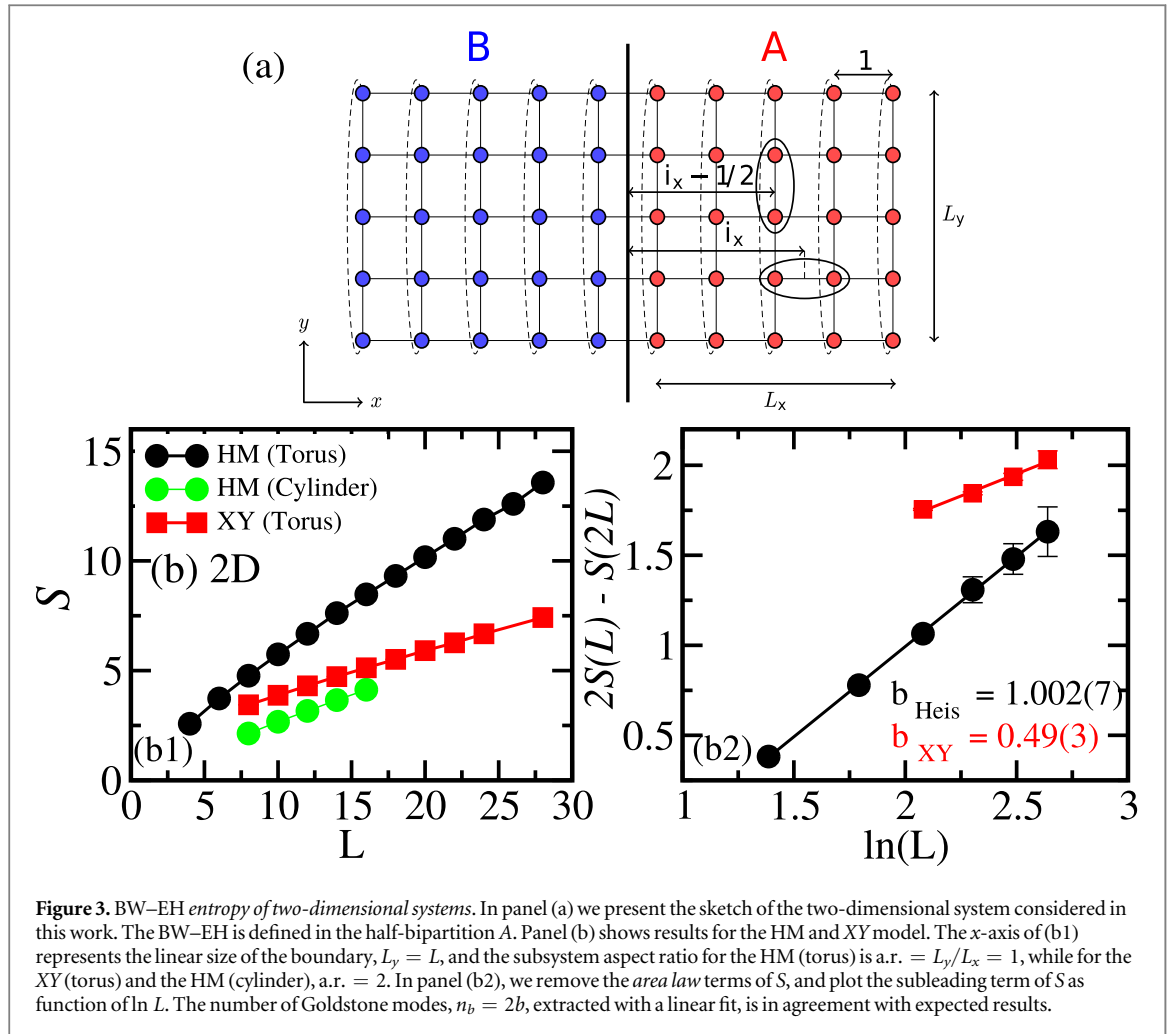 (a)
B
A
1
i_x − 1/2
i_x
L_y
y
x
L_x
15
10
5
0
S
HM (Torus)
HM (Cylinder)
XY (Torus)
(b) 2D
(b1)
0 5 10 15 20 25 30
L
2S(L) - S(2L)
2
1.5
1
0.5
b_Heis = 1.002(7)
b_XY = 0.49(3)
(b2)
1 1.5 2 2.5 3
ln(L)
Figure 3. BW–EH entropy of two-dimensional systems. In panel (a) we present the sketch of the two-dimensional system considered in
this work. The BW–EH is defined in the half-bipartition A. Panel (b) shows results for the HM and XY model. The x-axis of (b1)
represents the linear size of the boundary, L_y = L, and the subsystem aspect ratio for the HM (torus) is a.r. = L_y/L_x = 1, while for the
XY (torus) and the HM (cylinder), a.r. = 2. In panel (b2), we remove the area law terms of S, and plot the subleading term of S as
function of ln L. The number of Goldstone modes, n_b = 2b, extracted with a linear fit, is in agreement with expected results.